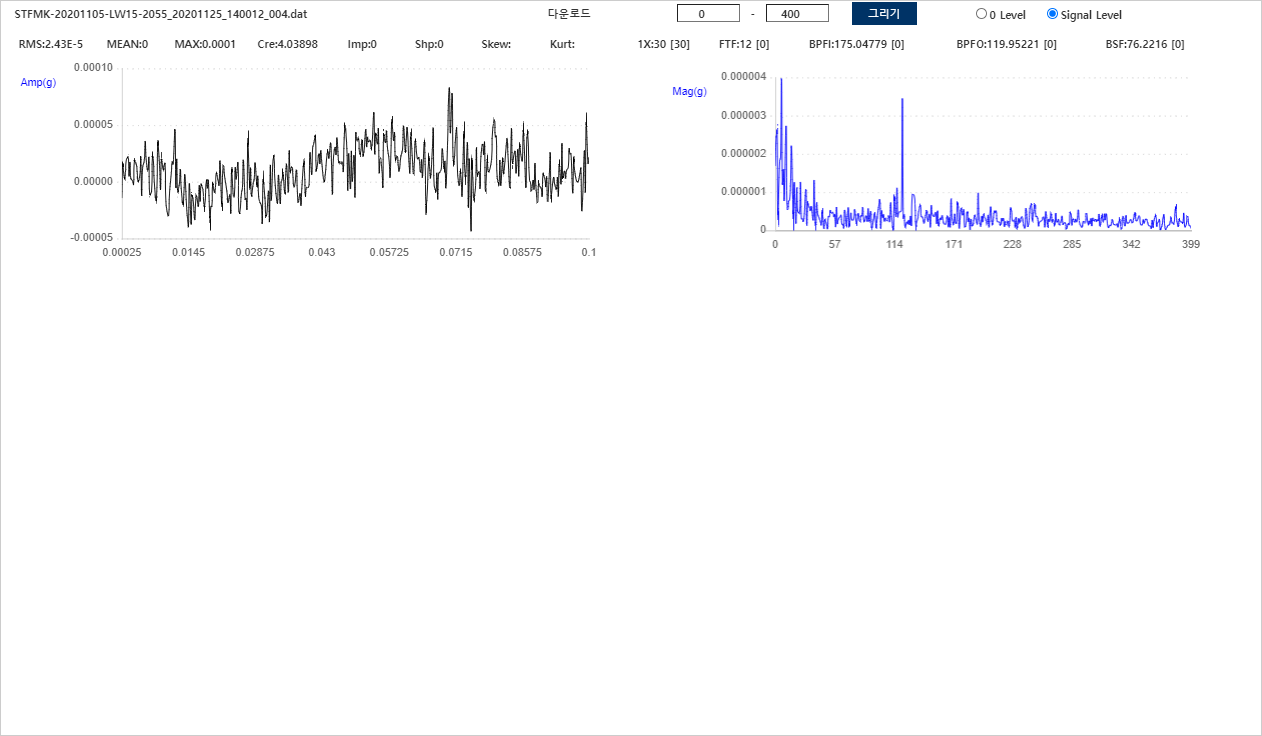 STFMK-20201105-LW15-2055_20201125_140012_004.dat 다운로드 0 - 400 그리기 0 Level Signal Level
RMS:2.43E-5 MEAN:0 MAX:0.0001 Cre:4.03898 Imp:0 Shp:0 Skew: Kurt: 1X:30 [30] FTF:12 [0] BPFI:175.04779 [0] BPFO:119.95221 [0] BSF:76.2216 [0]
Amp(g)
0.00010
0.00005
0.00000
-0.00005
0.00025 0.0145 0.02875 0.043 0.05725 0.0715 0.08575 0.1
Mag(g)
0.000004
0.000003
0.000002
0.000001
0
0 57 114 171 228 285 342 399